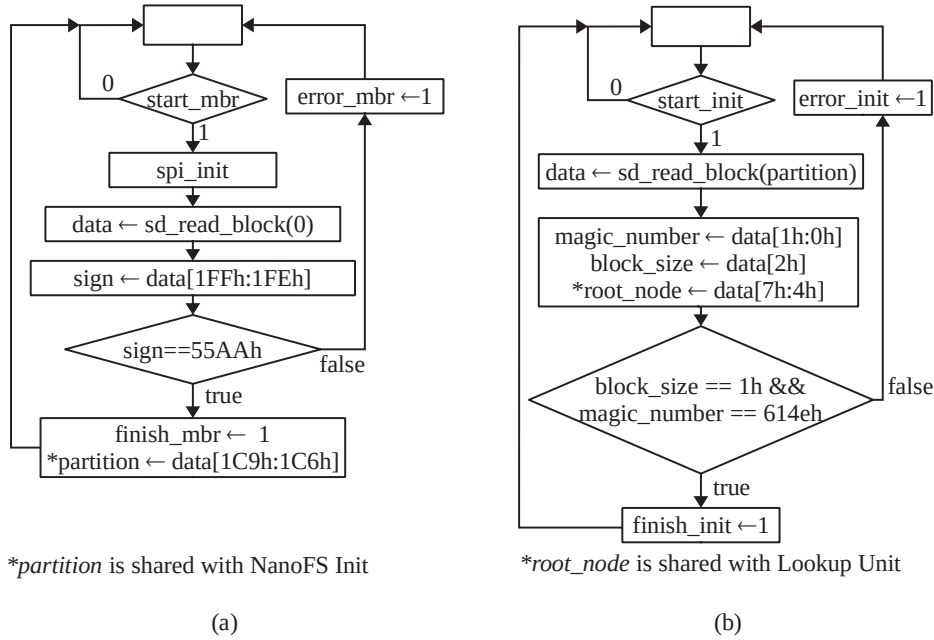 0
start_mbr
error_mbr ←1
1
spi_init
data ← sd_read_block(0)
sign ← data[1FFh:1FEh]
sign==55AAh
false
true
finish_mbr ← 1
*partition ← data[1C9h:1C6h]
*partition is shared with NanoFS Init
(a)
0
start_init
error_init ←1
1
data ← sd_read_block(partition)
magic_number ← data[1h:0h]
block_size ← data[2h]
*root_node ← data[7h:4h]
block_size == 1h &&
magic_number == 614eh
false
true
finish_init ←1
*root_node is shared with Lookup Unit
(b)